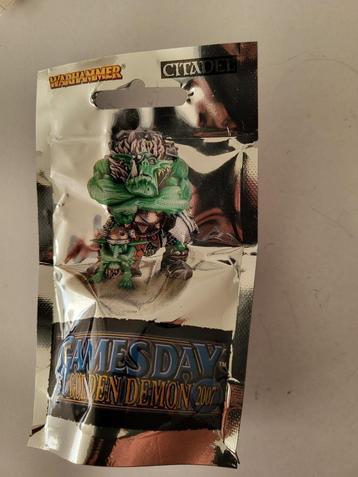 WARHAMMER
CITADEL
GAMES DAY
GOLDEN DEMON 2007